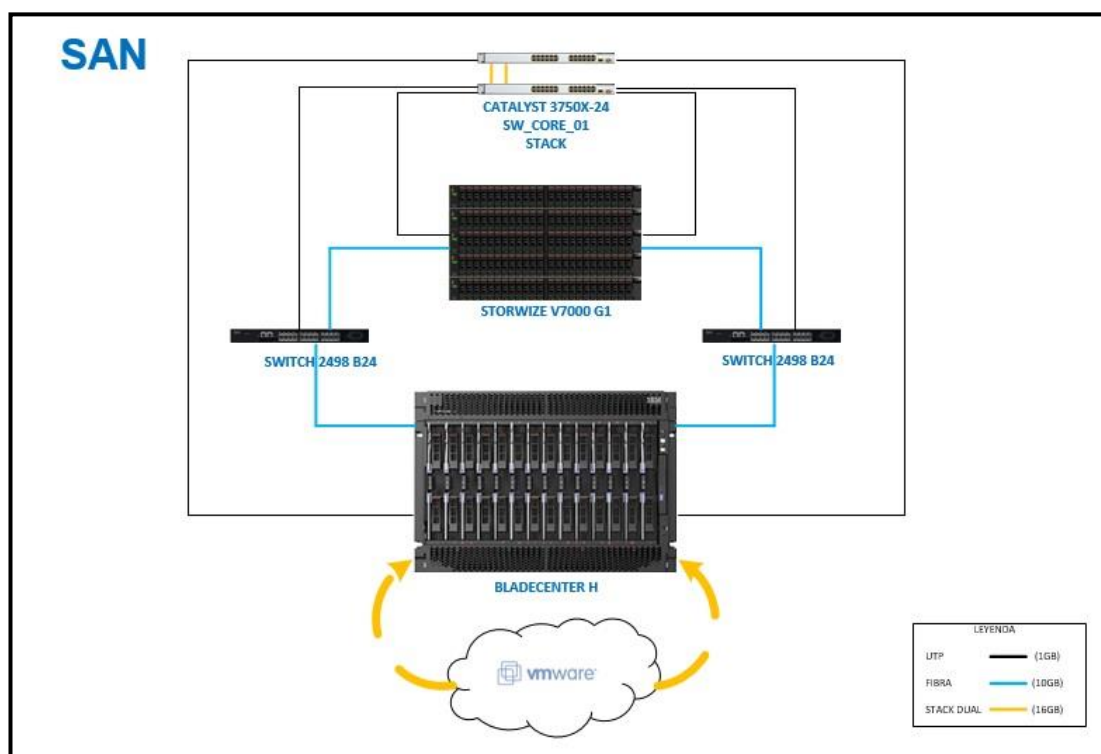 SAN
CATALYST 3750X-24
SW_CORE_01
STACK
STORWIZE V7000 G1
SWITCH 2498 B24
SWITCH 2498 B24
IBM
BLADECENTER H
vmware
LEYENDA
UTP (1GB)
FIBRA (10GB)
STACK DUAL (16GB)